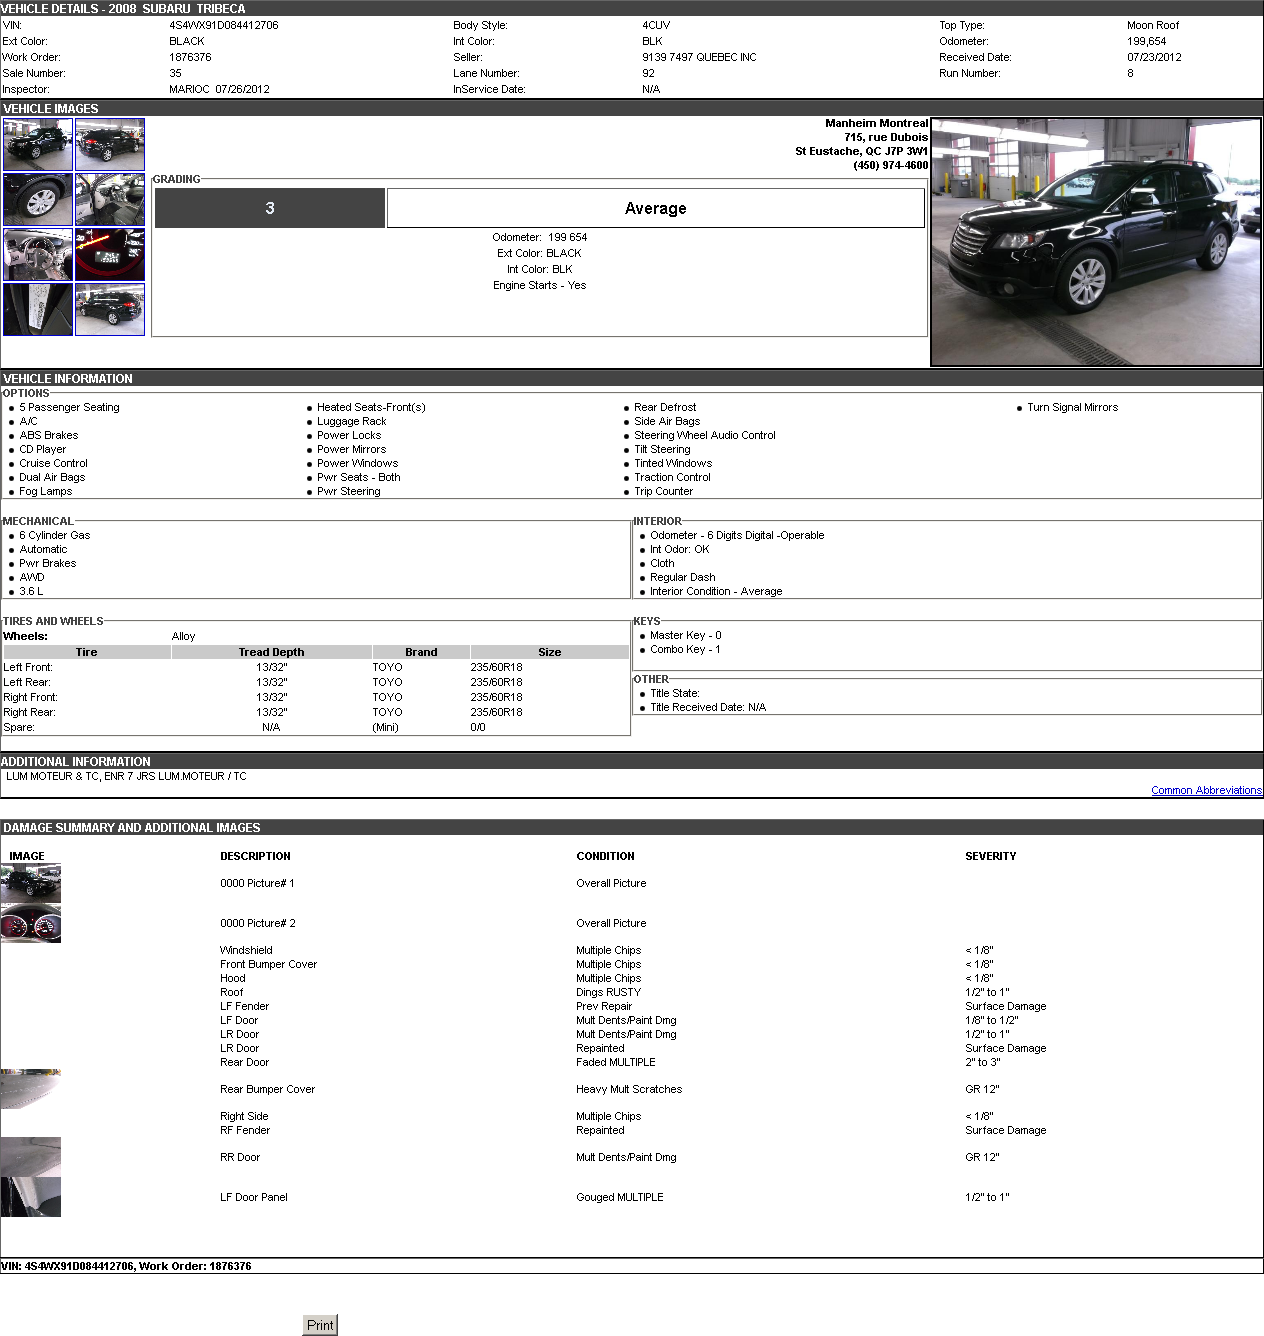 VEHICLE DETAILS - 2008 SUBARU TRIBECA
VIN: 4S4WX91D084412706 Body Style: 4CUV Top Type: Moon Roof
Ext Color: BLACK Int Color: BLK Odometer: 199,654
Work Order: 1876376 Seller: 9139 7497 QUEBEC INC Received Date: 07/23/2012
Sale Number: 35 Lane Number: 92 Run Number: 8
Inspector: MARIOC 07/26/2012 InService Date: N/A
VEHICLE IMAGES
Manheim Montreal
715, rue Dubois
St Eustache, QC J7P 3W1
(450) 974-4600
GRADING
3 Average
Odometer: 199 654
Ext Color: BLACK
Int Color: BLK
Engine Starts - Yes
VEHICLE INFORMATION
OPTIONS
5 Passenger Seating Heated Seats-Front(s) Rear Defrost Turn Signal Mirrors
A/C Luggage Rack Side Air Bags
ABS Brakes Power Locks Steering Wheel Audio Control
CD Player Power Mirrors Tilt Steering
Cruise Control Power Windows Tinted Windows
Dual Air Bags Pwr Seats - Both Traction Control
Fog Lamps Pwr Steering Trip Counter
MECHANICAL
6 Cylinder Gas
Automatic
Pwr Brakes
AWD
3.6 L
INTERIOR
Odometer - 6 Digits Digital -Operable
Int Odor: OK
Cloth
Regular Dash
Interior Condition - Average
TIRES AND WHEELS
Wheels: Alloy
Tire Tread Depth Brand Size
Left Front: 13/32" TOYO 235/60R18
Left Rear: 13/32" TOYO 235/60R18
Right Front: 13/32" TOYO 235/60R18
Right Rear: 13/32" TOYO 235/60R18
Spare: N/A (Mini) 0/0
KEYS
Master Key - 0
Combo Key - 1
OTHER
Title State:
Title Received Date: N/A
ADDITIONAL INFORMATION
LUM MOTEUR & TC, ENR 7 JRS LUM.MOTEUR / TC
Common Abbreviations
DAMAGE SUMMARY AND ADDITIONAL IMAGES
IMAGE DESCRIPTION CONDITION SEVERITY
0000 Picture# 1 Overall Picture
0000 Picture# 2 Overall Picture
Windshield Multiple Chips < 1/8"
Front Bumper Cover Multiple Chips < 1/8"
Hood Multiple Chips < 1/8"
Roof Dings RUSTY 1/2" to 1"
LF Fender Prev Repair Surface Damage
LF Door Mult Dents/Paint Dmg 1/8" to 1/2"
LR Door Mult Dents/Paint Dmg 1/2" to 1"
LR Door Repainted Surface Damage
Rear Door Faded MULTIPLE 2" to 3"
Rear Bumper Cover Heavy Mult Scratches GR 12"
Right Side Multiple Chips < 1/8"
RF Fender Repainted Surface Damage
RR Door Mult Dents/Paint Dmg GR 12"
LF Door Panel Gouged MULTIPLE 1/2" to 1"
VIN: 4S4WX91D084412706, Work Order: 1876376
Print